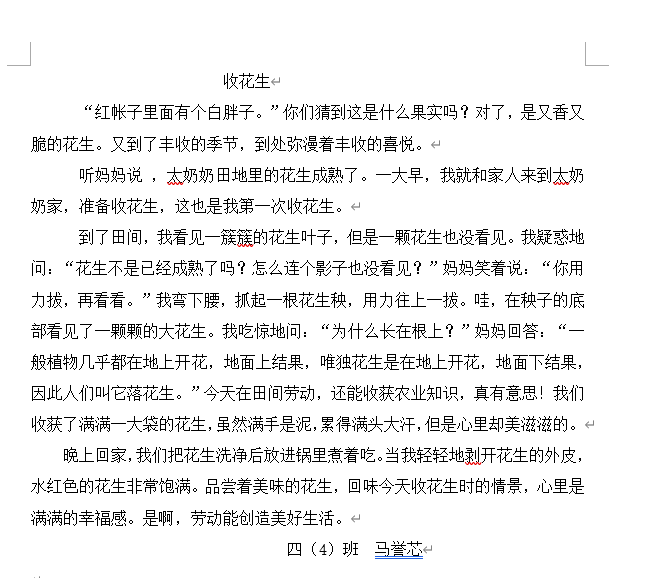 收花生
“红帐子里面有个白胖子。”你们猜到这是什么果实吗？对了，是又香又
脆的花生。又到了丰收的季节，到处弥漫着丰收的喜悦。
听妈妈说 ，太奶奶田地里的花生成熟了。一大早，我就和家人来到太奶
奶家，准备收花生，这也是我第一次收花生。
到了田间，我看见一簇簇的花生叶子，但是一颗花生也没看见。我疑惑地
问：“花生不是已经成熟了吗？怎么连个影子也没看见？”妈妈笑着说：“你用
力拔，再看看。”我弯下腰，抓起一根花生秧，用力往上一拔。哇，在秧子的底
部看见了一颗颗的大花生。我吃惊地问：“为什么长在根上？”妈妈回答：“一
般植物几乎都在地上开花，地面上结果，唯独花生是在地上开花，地面下结果，
因此人们叫它落花生。”今天在田间劳动，还能收获农业知识，真有意思！我们
收获了满满一大袋的花生，虽然满手是泥，累得满头大汗，但是心里却美滋滋的。
晚上回家，我们把花生洗净后放进锅里煮着吃。当我轻轻地剥开花生的外皮，
水红色的花生非常饱满。品尝着美味的花生，回味今天收花生时的情景，心里是
满满的幸福感。是啊，劳动能创造美好生活。
四（4）班 马誉芯